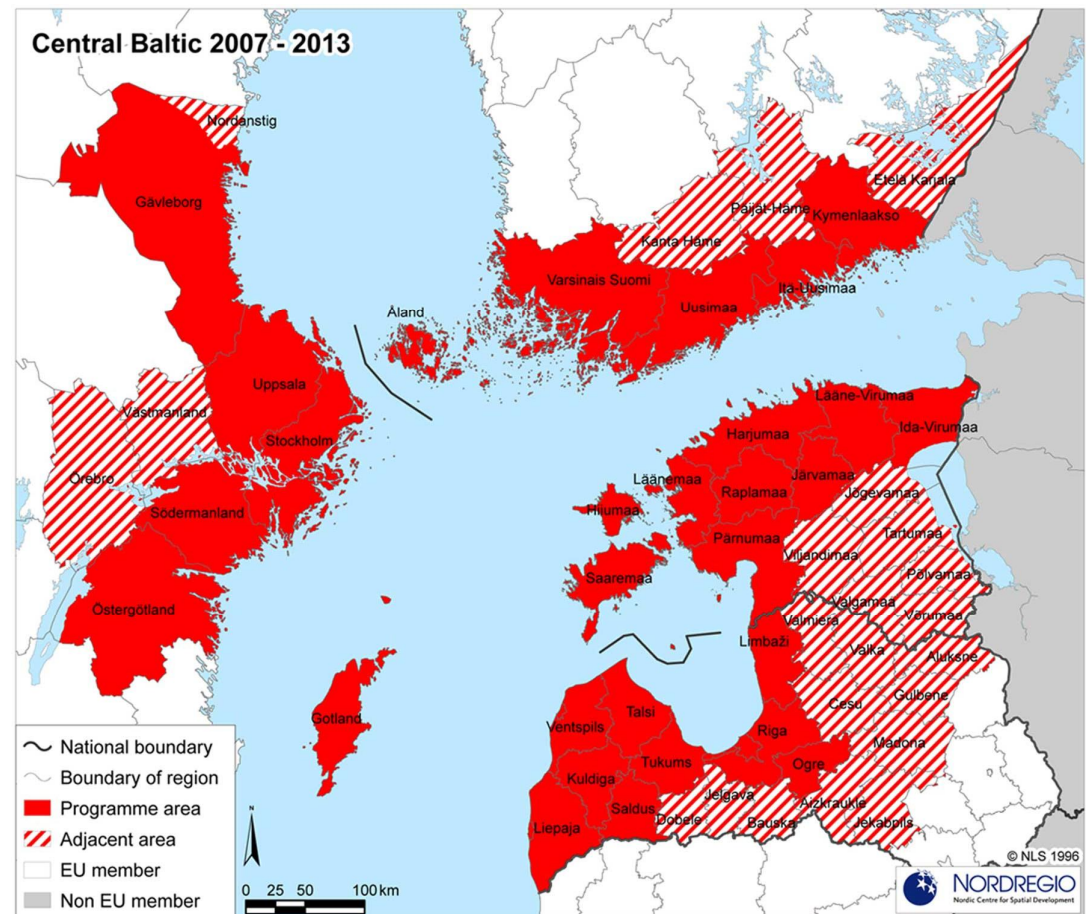 Central Baltic 2007 - 2013
Nordanstig
Gävleborg
Etelä Karjala
Päijät-Häme
Kymenlaakso
Kanta Häme
Varsinais Suomi
Itä-Uusimaa
Uusimaa
Åland
Uppsala
Västmanland
Stockholm
Örebro
Södermanland
Östergötland
Gotland
Lääne-Virumaa
Ida-Virumaa
Harjumaa
Läänemaa
Raplamaa
Järvamaa
Jõgevamaa
Hiiumaa
Pärnumaa
Tartumaa
Viljandimaa
Saaremaa
Põlvamaa
Valgamaa
Võrumaa
Valmiera
Limbaži
Valka
Aluksne
Gulbene
Cesu
Talsi
Ventspils
Riga
Madona
Tukums
Ogre
Kuldiga
Jelgava
Saldus
Aizkraukle
Dobele
Bauska
Jekabpils
Liepaja
National boundary
Boundary of region
Programme area
Adjacent area
EU member
Non EU member
N
0 25 50 100 km
© NLS 1996
NORDREGIO
Nordic Centre for Spatial Development